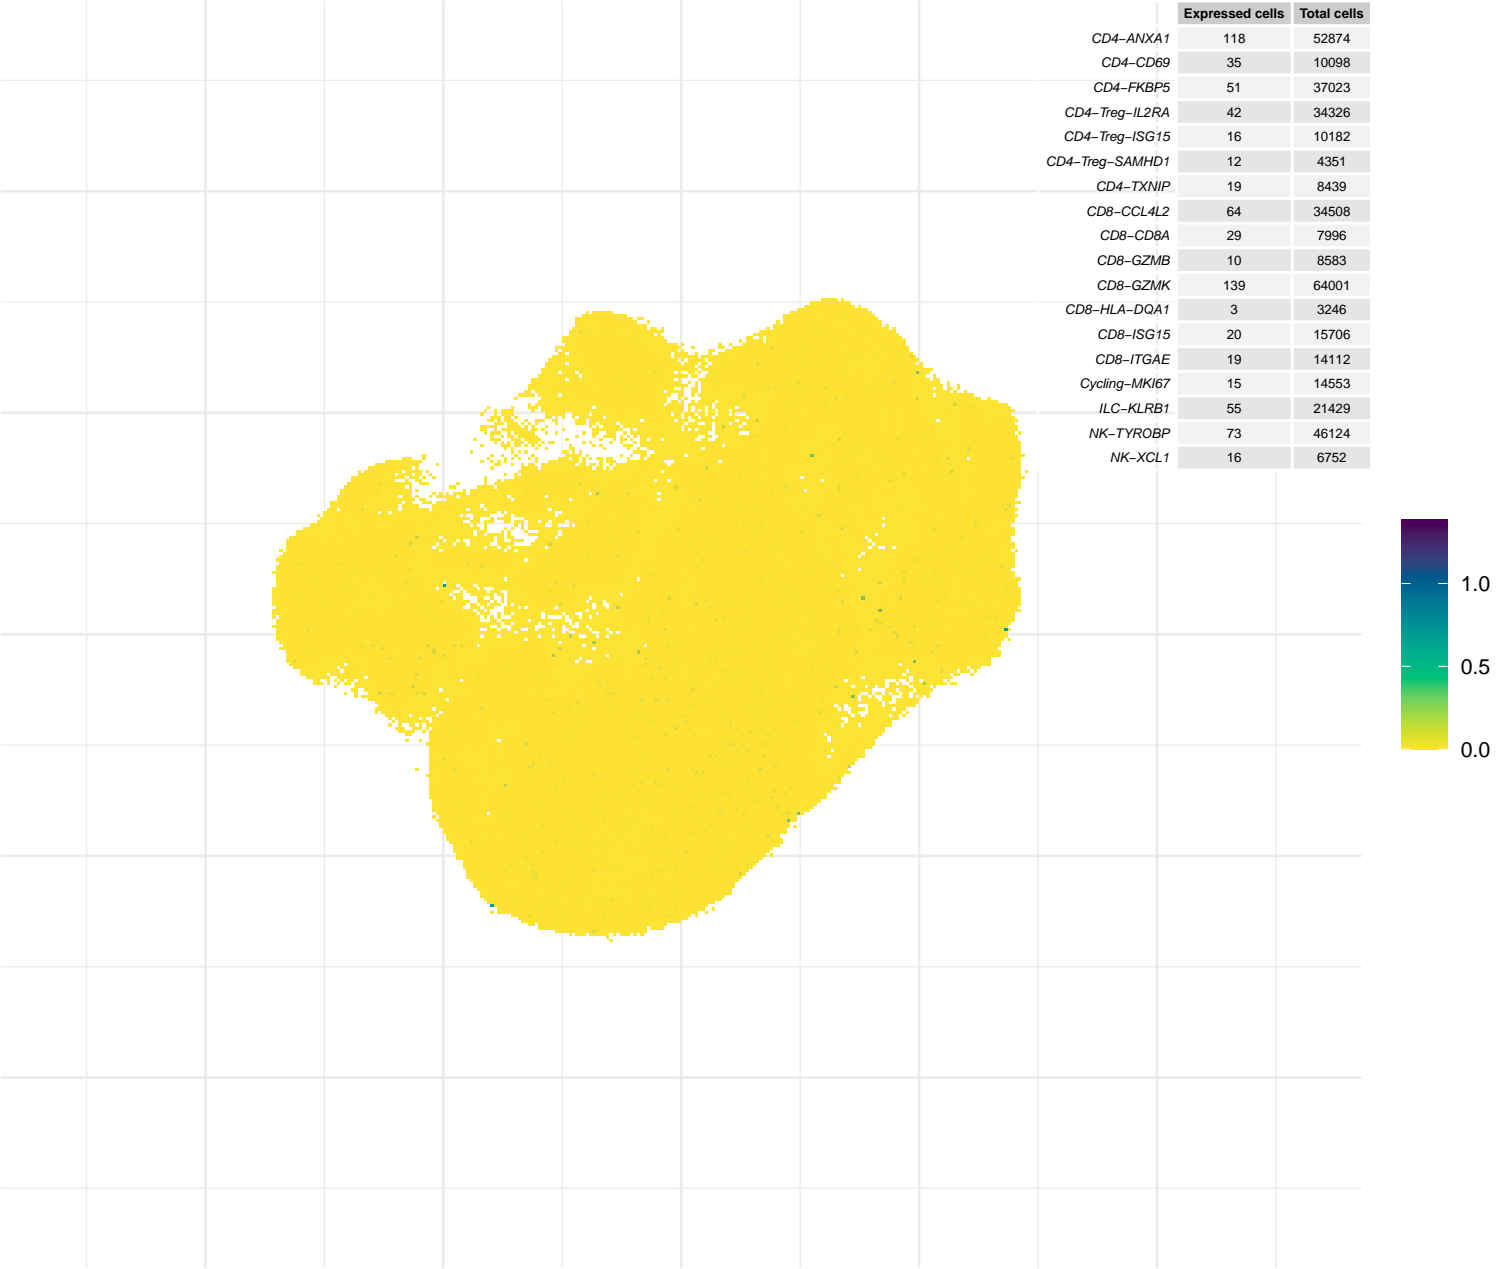 Expressed cells Total cells
CD4−ANXA1 118 52874
CD4−CD69 35 10098
CD4−FKBP5 51 37023
CD4−Treg−IL2RA 42 34326
CD4−Treg−ISG15 16 10182
CD4−Treg−SAMHD1 12 4351
CD4−TXNIP 19 8439
CD8−CCL4L2 64 34508
CD8−CD8A 29 7996
CD8−GZMB 10 8583
CD8−GZMK 139 64001
CD8−HLA−DQA1 3 3246
CD8−ISG15 20 15706
CD8−ITGAE 19 14112
Cycling−MKI67 15 14553
ILC−KLRB1 55 21429
NK−TYROBP 73 46124
NK−XCL1 16 6752
1.0
0.5
0.0